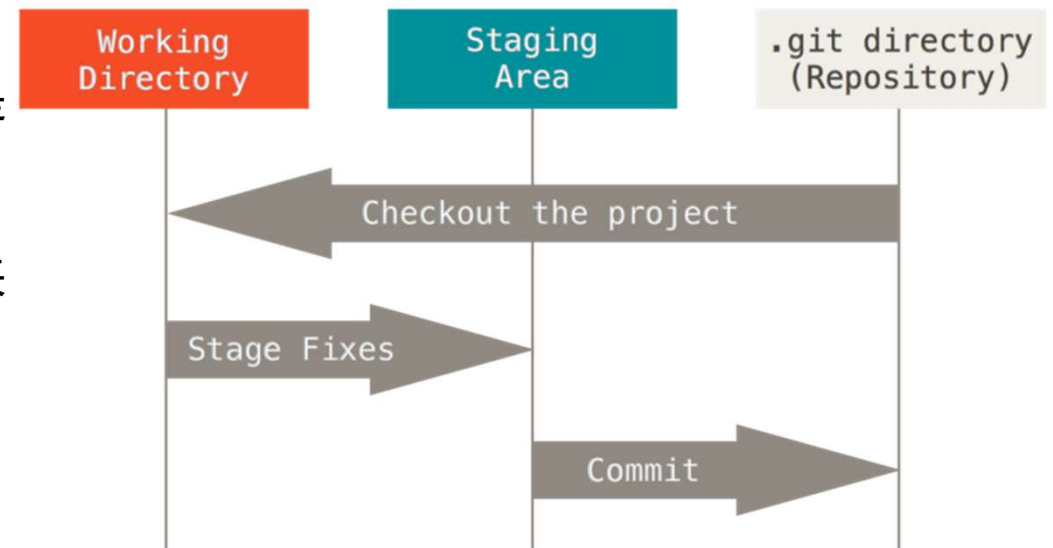 Working
Directory
Staging
Area
.git directory
(Repository)
Checkout the project
Stage Fixes
Commit